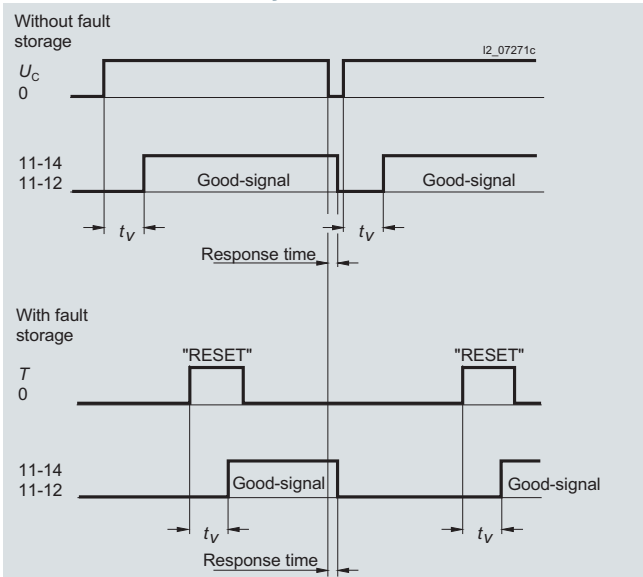 Without fault
storage
I2_07271c
U_C
0
11-14
11-12
Good-signal
Good-signal
t_v
t_v
Response time
With fault
storage
"RESET"
"RESET"
T
0
11-14
11-12
Good-signal
Good-signal
t_v
t_v
Response time